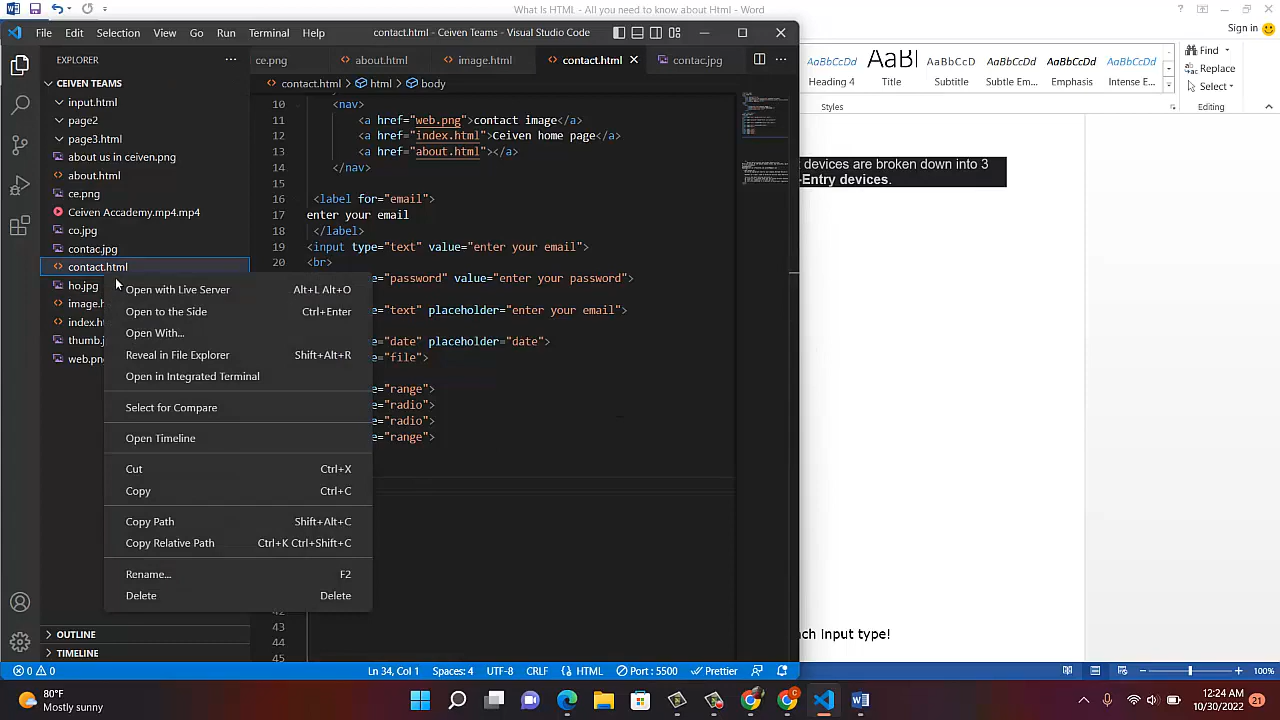 What Is HTML - All you need to know about Html - Word
Sign in
File Edit Selection View Go Run Terminal Help
contact.html - Ceiven Teams - Visual Studio Code
EXPLORER
ce.png about.html image.html contact.html contac.jpg
contact.html > html > body
CEIVEN TEAMS
input.html
page2
page3.html
about us in ceiven.png
about.html
ce.png
Ceiven Accademy.mp4.mp4
co.jpg
contac.jpg
contact.html
ho.jpg
image.h
index.ht
thumb.j
web.png
10 <nav>
11 <a href="web.png">contact image</a>
12 <a href="index.html">Ceiven home page</a>
13 <a href="about.html"></a>
14 </nav>
15
16 <label for="email">
17 enter your email
18 </label>
19 <input type="text" value="enter your email">
20 <br>
="password" value="enter your password">
="text" placeholder="enter your email">
e="date" placeholder="date">
e="file">
e="range">
e="radio">
e="radio">
e="range">
42
43
44
45
Open with Live Server Alt+L Alt+O
Open to the Side Ctrl+Enter
Open With...
Reveal in File Explorer Shift+Alt+R
Open in Integrated Terminal
Select for Compare
Open Timeline
Cut Ctrl+X
Copy Ctrl+C
Copy Path Shift+Alt+C
Copy Relative Path Ctrl+K Ctrl+Shift+C
Rename... F2
Delete Delete
OUTLINE
TIMELINE
0 0 Ln 34, Col 1 Spaces: 4 UTF-8 CRLF HTML Port : 5500 Prettier
AaBbCcDd AaBl AaBbCcD AaBbCcDd AaBbCcDd AaBbCcDd
Heading 4 Title Subtitle Subtle Em... Emphasis Intense E...
Styles
Find
Replace
Select
Editing
devices are broken down into 3
-Entry devices.
ach Input type!
100%
80°F
Mostly sunny
12:24 AM
10/30/2022
21